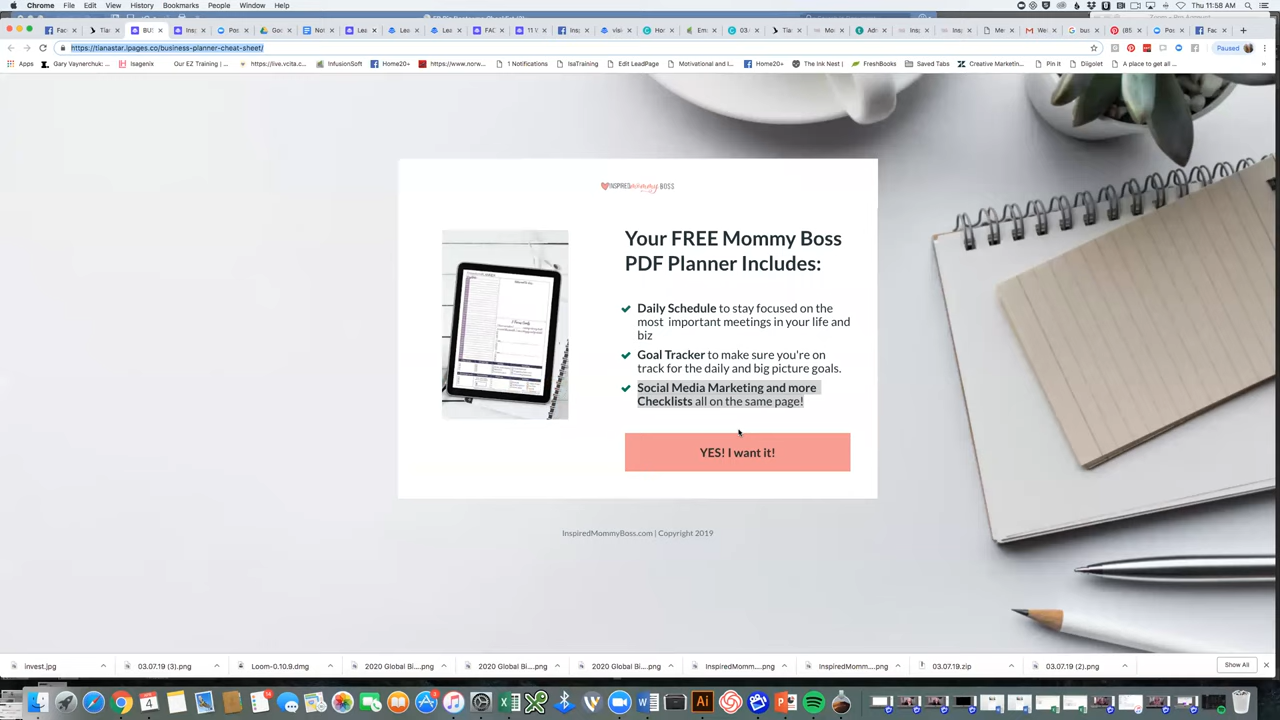 Chrome File Edit View History Bookmarks People Window Help
Thu 11:58 AM
https://tianastar.lpages.co/business-planner-cheat-sheet/
Paused
Apps Gary Vaynerchuk: Isagenix Our EZ Training | https://live.vcita.c... InfusionSoft Home20+ https://www.norw... 1 Notifications IsaTraining Edit LeadPage Motivational and I... Home20+ The Ink Nest | FreshBooks Saved Tabs Creative Marketin... Pin It Diigolet A place to get all ...
INSPIRED mommy BOSS
Your FREE Mommy Boss
PDF Planner Includes:
Daily Schedule to stay focused on the
most important meetings in your life and
biz
Goal Tracker to make sure you're on
track for the daily and big picture goals.
Social Media Marketing and more
Checklists all on the same page!
YES! I want it!
InspiredMommyBoss.com | Copyright 2019
invest.jpg 03.07.19 (3).png Loom-0.10.9.dmg 2020 Global Bi....png 2020 Global Bi....png 2020 Global Bi....png InspiredMomm....png InspiredMomm....png 03.07.19.zip 03.07.19 (2).png Show All